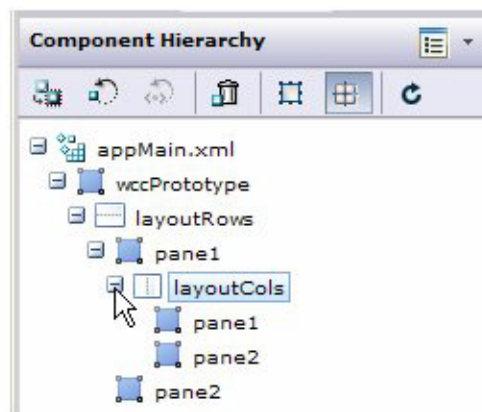 Component Hierarchy
appMain.xml
wccPrototype
layoutRows
pane1
layoutCols
pane1
pane2
pane2